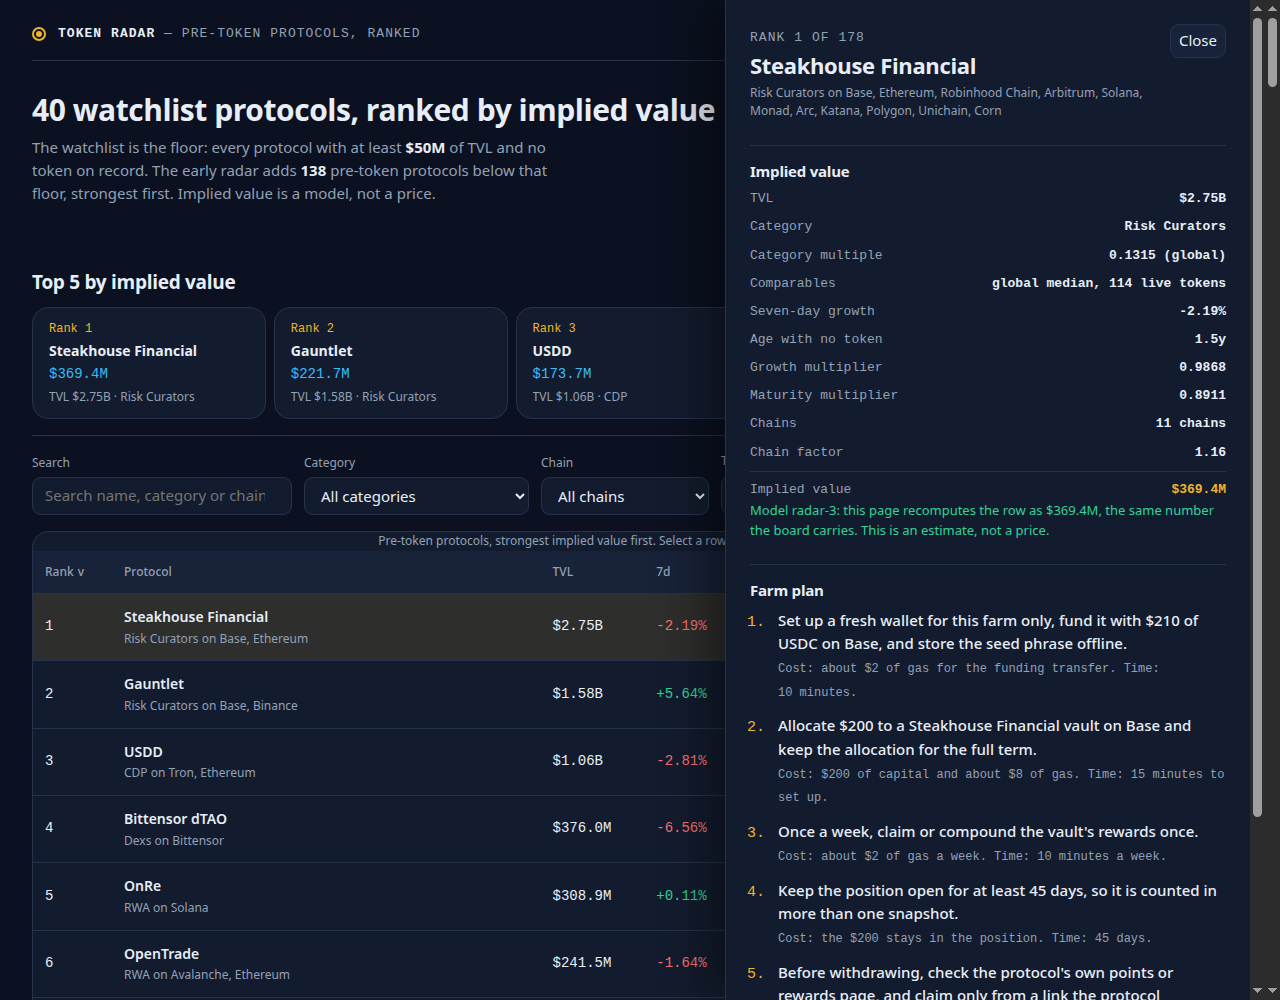 TOKEN RADAR — PRE-TOKEN PROTOCOLS, RANKED
40 watchlist protocols, ranked by implied value
The watchlist is the floor: every protocol with at least $50M of TVL and no
token on record. The early radar adds 138 pre-token protocols below that
floor, strongest first. Implied value is a model, not a price.
Top 5 by implied value
Rank 1
Steakhouse Financial
$369.4M
TVL $2.75B · Risk Curators
Rank 2
Gauntlet
$221.7M
TVL $1.58B · Risk Curators
Rank 3
USDD
$173.7M
TVL $1.06B · CDP
Search
Category
Chain
Search name, category or chain
All categories
All chains
Pre-token protocols, strongest implied value first. Select a row
Rank v Protocol TVL 7d
1 Steakhouse Financial $2.75B -2.19%
Risk Curators on Base, Ethereum
2 Gauntlet $1.58B +5.64%
Risk Curators on Base, Binance
3 USDD $1.06B -2.81%
CDP on Tron, Ethereum
4 Bittensor dTAO $376.0M -6.56%
Dexs on Bittensor
5 OnRe $308.9M +0.11%
RWA on Solana
6 OpenTrade $241.5M -1.64%
RWA on Avalanche, Ethereum
RANK 1 OF 178
Close
Steakhouse Financial
Risk Curators on Base, Ethereum, Robinhood Chain, Arbitrum, Solana,
Monad, Arc, Katana, Polygon, Unichain, Corn
Implied value
TVL $2.75B
Category Risk Curators
Category multiple 0.1315 (global)
Comparables global median, 114 live tokens
Seven-day growth -2.19%
Age with no token 1.5y
Growth multiplier 0.9868
Maturity multiplier 0.8911
Chains 11 chains
Chain factor 1.16
Implied value $369.4M
Model radar-3: this page recomputes the row as $369.4M, the same number
the board carries. This is an estimate, not a price.
Farm plan
1. Set up a fresh wallet for this farm only, fund it with $210 of
USDC on Base, and store the seed phrase offline.
Cost: about $2 of gas for the funding transfer. Time:
10 minutes.
2. Allocate $200 to a Steakhouse Financial vault on Base and
keep the allocation for the full term.
Cost: $200 of capital and about $8 of gas. Time: 15 minutes to
set up.
3. Once a week, claim or compound the vault's rewards once.
Cost: about $2 of gas a week. Time: 10 minutes a week.
4. Keep the position open for at least 45 days, so it is counted in
more than one snapshot.
Cost: the $200 stays in the position. Time: 45 days.
5. Before withdrawing, check the protocol's own points or
rewards page, and claim only from a link the protocol